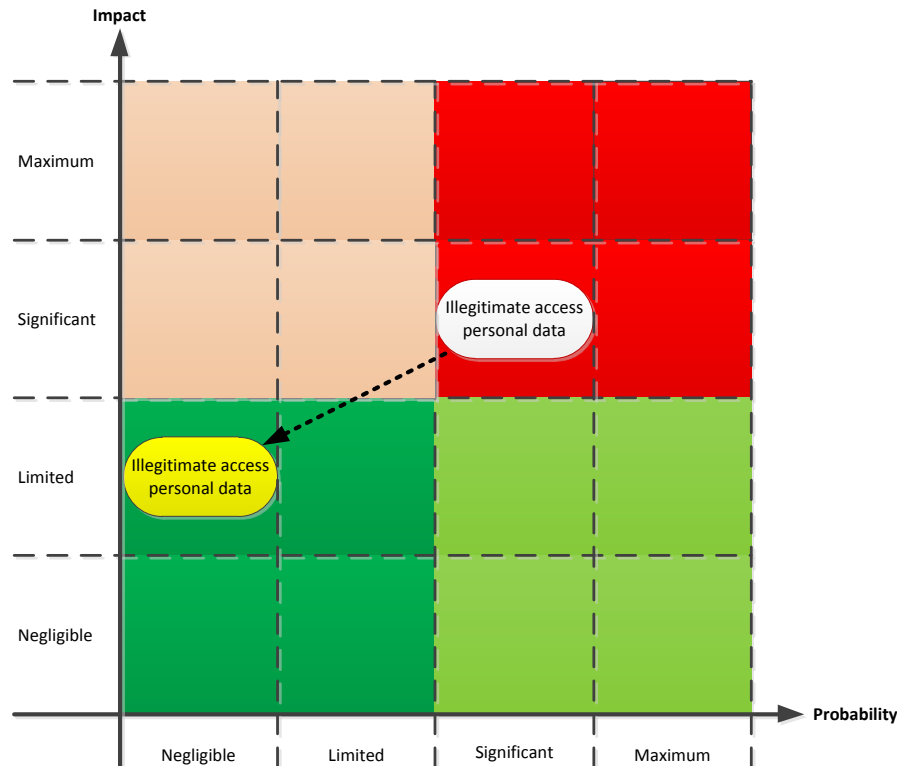 Impact
Maximum
Significant
Illegitimate access
personal data
Limited
Illegitimate access
personal data
Negligible
Probability
Negligible
Limited
Significant
Maximum